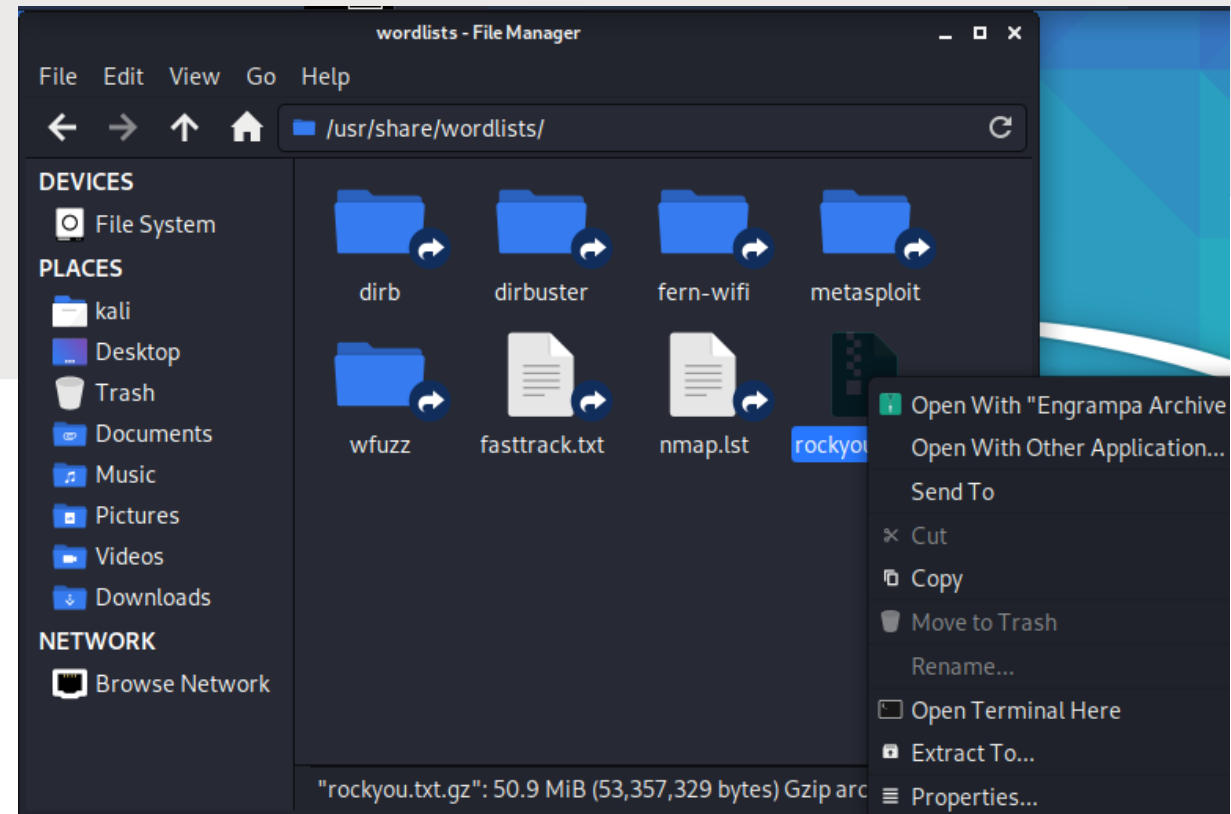 wordlists - File Manager
File Edit View Go Help
/usr/share/wordlists/
DEVICES
File System
PLACES
kali
Desktop
Trash
Documents
Music
Pictures
Videos
Downloads
NETWORK
Browse Network
dirb dirbuster fern-wifi metasploit
wfuzz fasttrack.txt nmap.lst rockyou
Open With "Engrampa Archive
Open With Other Application...
Send To
Cut
Copy
Move to Trash
Rename...
Open Terminal Here
Extract To...
Properties...
"rockyou.txt.gz": 50.9 MiB (53,357,329 bytes) Gzip arc